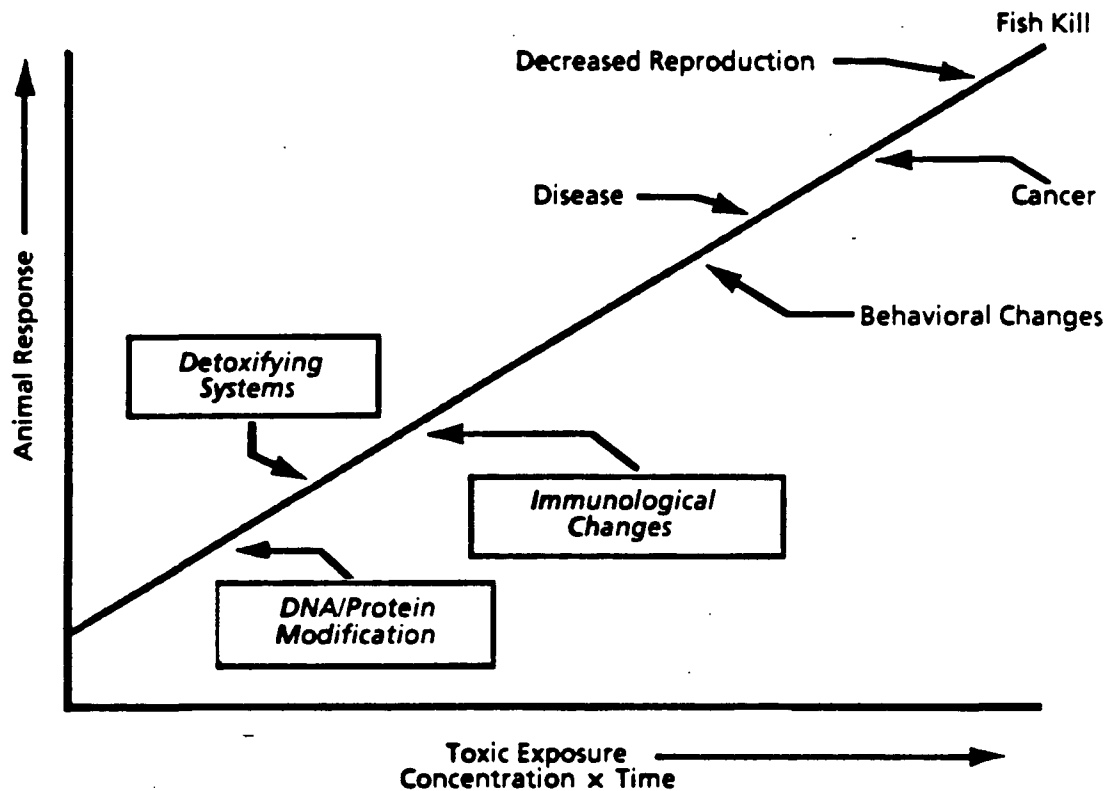 Fish Kill
Decreased Reproduction
Disease
Cancer
Behavioral Changes
Animal Response
Detoxifying
Systems
Immunological
Changes
DNA/Protein
Modification
Toxic Exposure
Concentration x Time